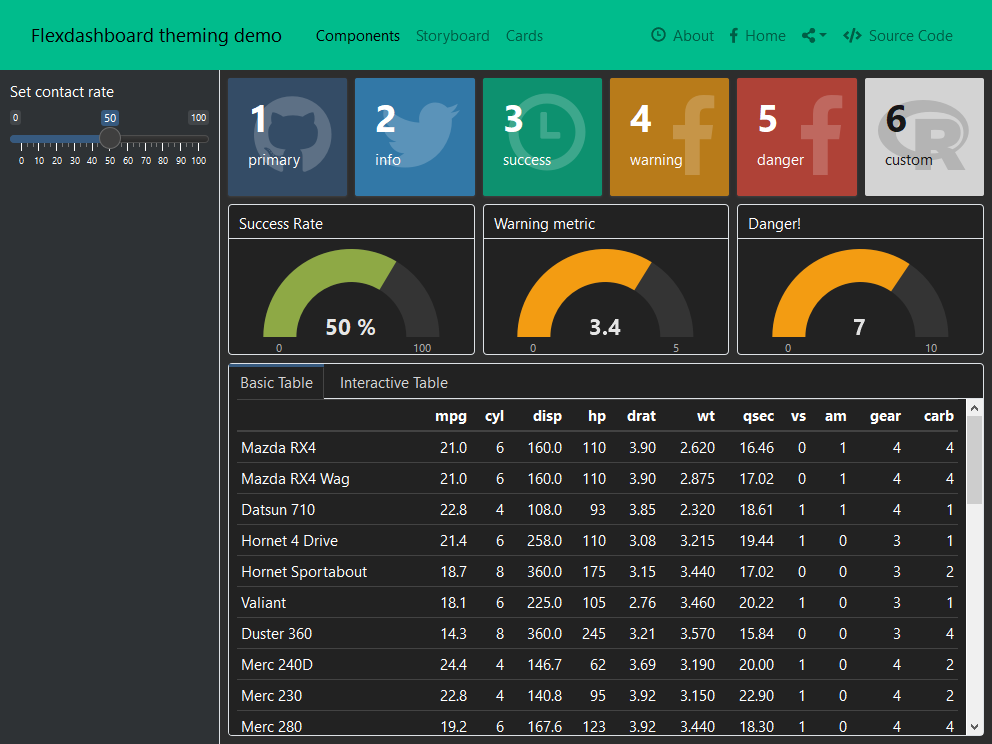 Flexdashboard theming demo Components Storyboard Cards About Home Source Code
Set contact rate
0 50 100
0 10 20 30 40 50 60 70 80 90 100
1 2 3 4 5 6
primary info success warning danger custom
Success Rate Warning metric Danger!
50 % 3.4 7
0 100 0 5 0 10
Basic Table Interactive Table
mpg cyl disp hp drat wt qsec vs am gear carb
Mazda RX4 21.0 6 160.0 110 3.90 2.620 16.46 0 1 4 4
Mazda RX4 Wag 21.0 6 160.0 110 3.90 2.875 17.02 0 1 4 4
Datsun 710 22.8 4 108.0 93 3.85 2.320 18.61 1 1 4 1
Hornet 4 Drive 21.4 6 258.0 110 3.08 3.215 19.44 1 0 3 1
Hornet Sportabout 18.7 8 360.0 175 3.15 3.440 17.02 0 0 3 2
Valiant 18.1 6 225.0 105 2.76 3.460 20.22 1 0 3 1
Duster 360 14.3 8 360.0 245 3.21 3.570 15.84 0 0 3 4
Merc 240D 24.4 4 146.7 62 3.69 3.190 20.00 1 0 4 2
Merc 230 22.8 4 140.8 95 3.92 3.150 22.90 1 0 4 2
Merc 280 19.2 6 167.6 123 3.92 3.440 18.30 1 0 4 4